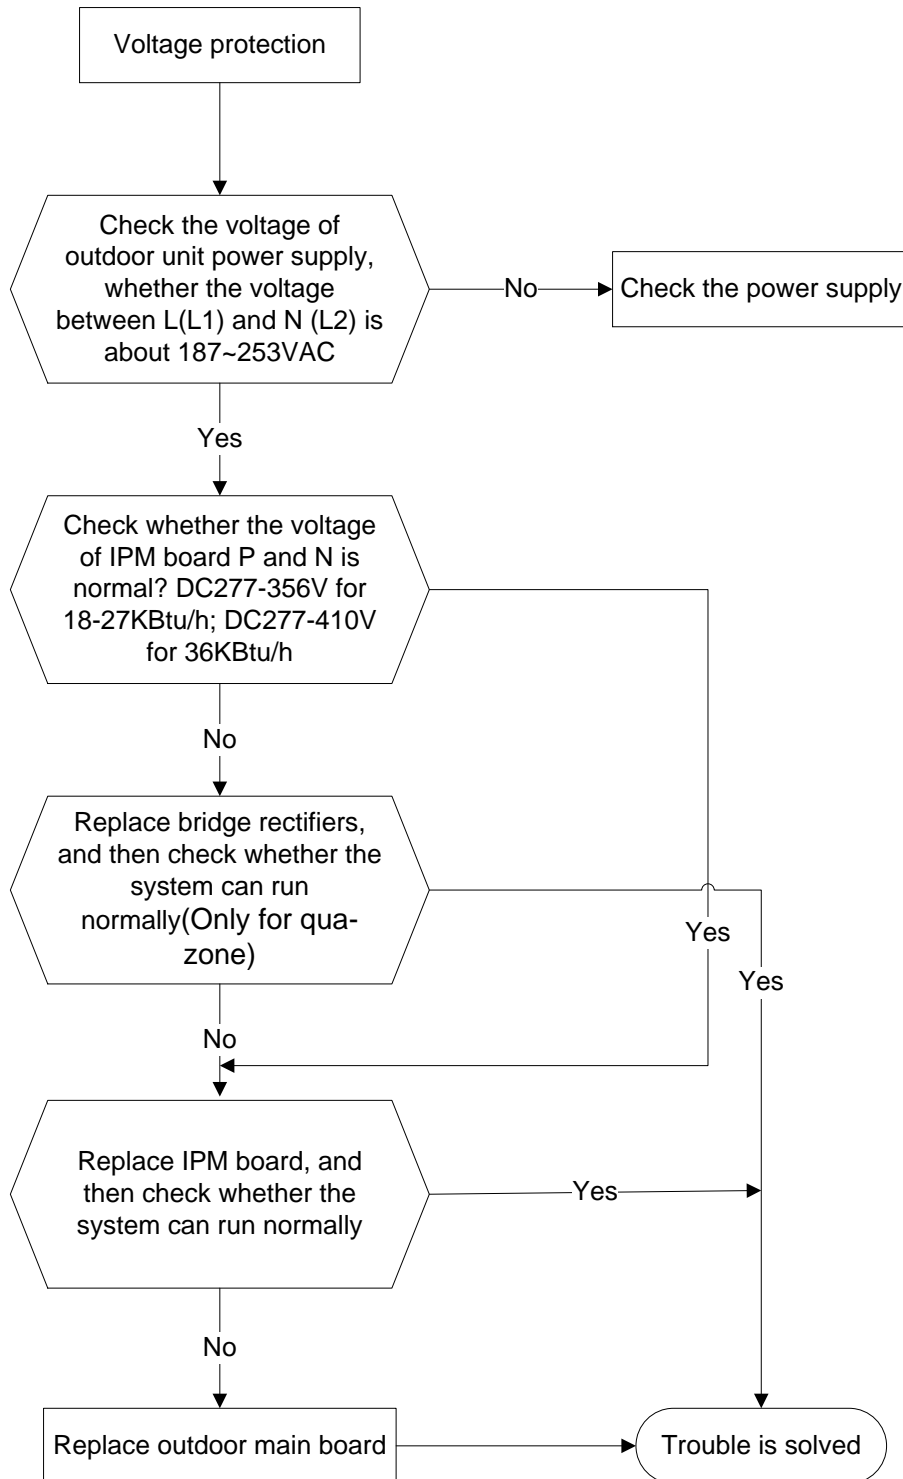 Voltage protection
Check the voltage of
outdoor unit power supply,
whether the voltage
between L(L1) and N (L2) is
about 187~253VAC
No
Check the power supply
Yes
Check whether the voltage
of IPM board P and N is
normal? DC277-356V for
18-27KBtu/h; DC277-410V
for 36KBtu/h
No
Replace bridge rectifiers,
and then check whether the
system can run
normally(Only for qua-
zone)
Yes
Yes
No
Replace IPM board, and
then check whether the
system can run normally
Yes
No
Replace outdoor main board
Trouble is solved